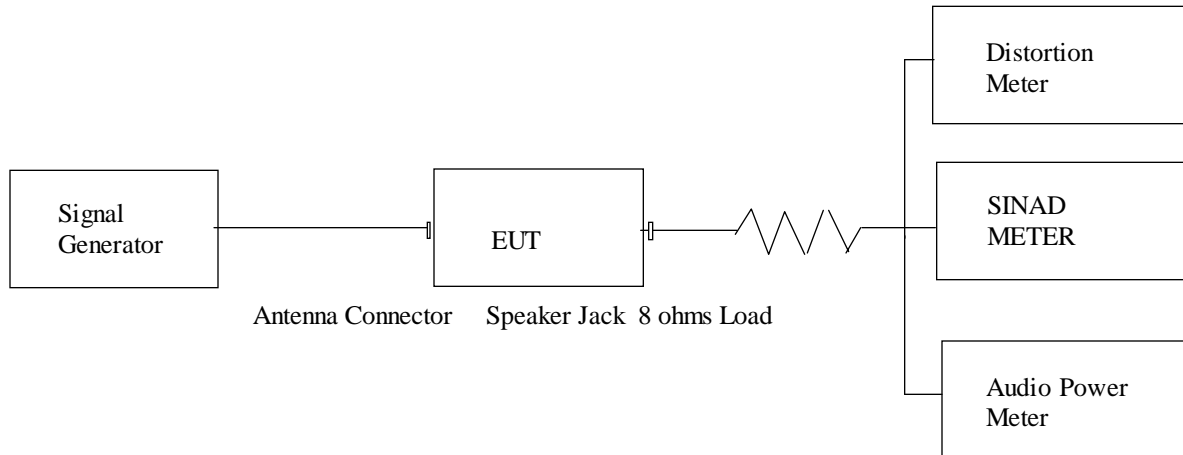 Distortion
Meter
Signal
Generator
EUT
SINAD
METER
Antenna Connector
Speaker Jack 8 ohms Load
Audio Power
Meter